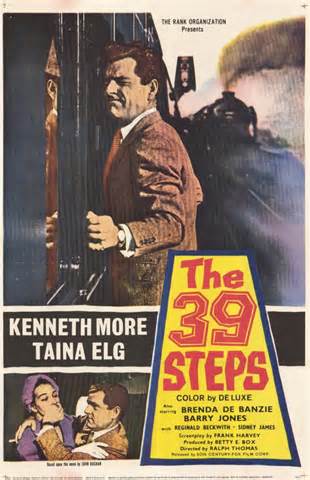 THE RANK ORGANIZATION
Presents
KENNETH MORE
TAINA ELG
The
39
STEPS
COLOR by DE LUXE
Also
starring
BRENDA DE BANZIE
BARRY JONES
with REGINALD BECKWITH • SIDNEY JAMES
Screenplay by FRANK HARVEY
Produced by BETTY E. BOX
Directed by RALPH THOMAS
Released by 20th CENTURY-FOX FILM CORP.
Based upon the novel by JOHN BUCHAN